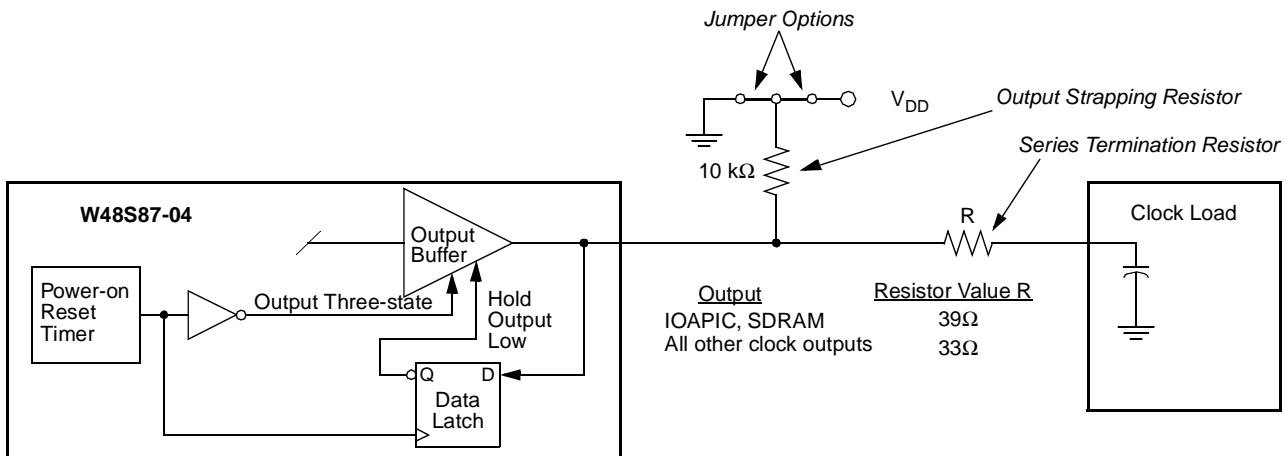 Jumper Options
V_DD
Output Strapping Resistor
Series Termination Resistor
10 kΩ
W48S87-04
R
Clock Load
Output
Buffer
Power-on
Reset
Timer
Output Three-state
Hold
Output
Low
Q
D
Data
Latch
Output
Resistor Value R
IOAPIC, SDRAM
39Ω
All other clock outputs
33Ω